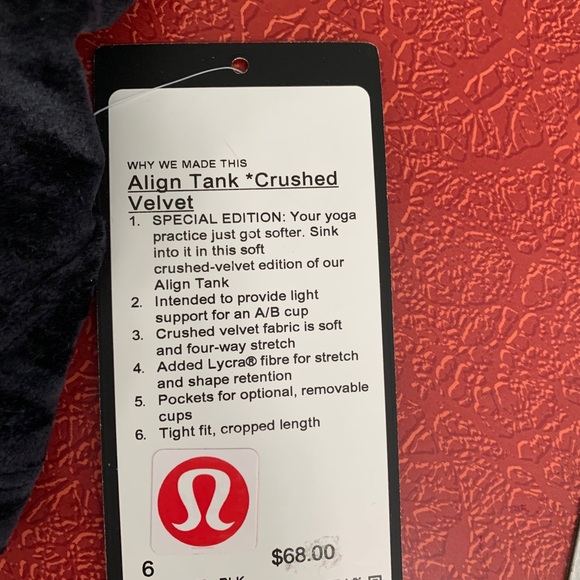 WHY WE MADE THIS
Align Tank *Crushed
Velvet
1. SPECIAL EDITION: Your yoga
practice just got softer. Sink
into it in this soft
crushed-velvet edition of our
Align Tank
2. Intended to provide light
support for an A/B cup
3. Crushed velvet fabric is soft
and four-way stretch
4. Added Lycra® fibre for stretch
and shape retention
5. Pockets for optional, removable
cups
6. Tight fit, cropped length
6 $68.00